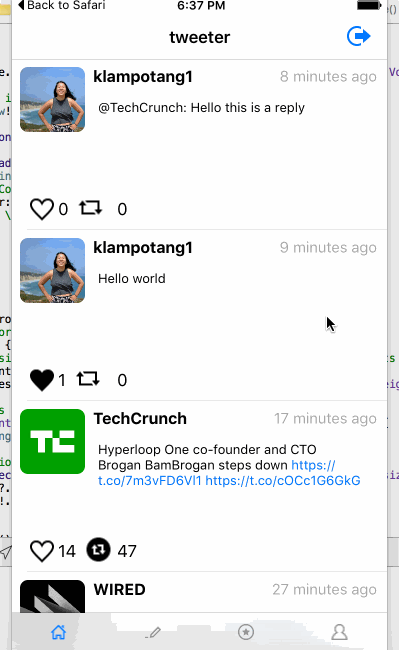 Back to Safari 6:37 PM
tweeter
klampotang1 8 minutes ago
@TechCrunch: Hello this is a reply
0 0
klampotang1 9 minutes ago
Hello world
1 0
TechCrunch 17 minutes ago
TC
Hyperloop One co-founder and CTO
Brogan BamBrogan steps down https://
t.co/7m3vFD6Vl1 https://t.co/cOCc1G6GkG
14 47
WIRED 27 minutes ago